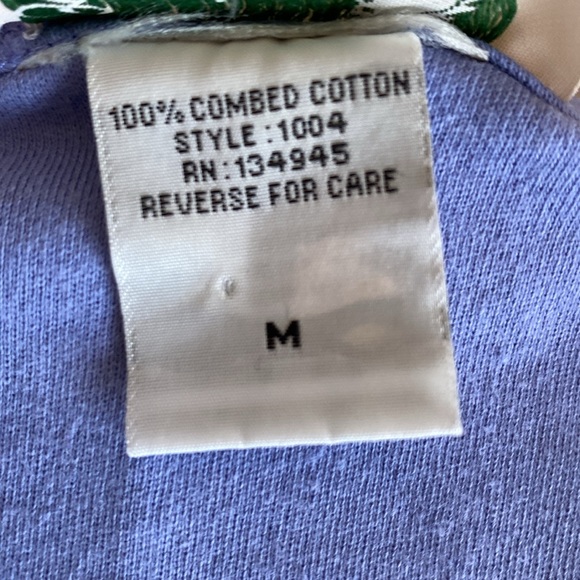 100% COMBED COTTON
STYLE:1004
RN:134945
REVERSE FOR CARE
M